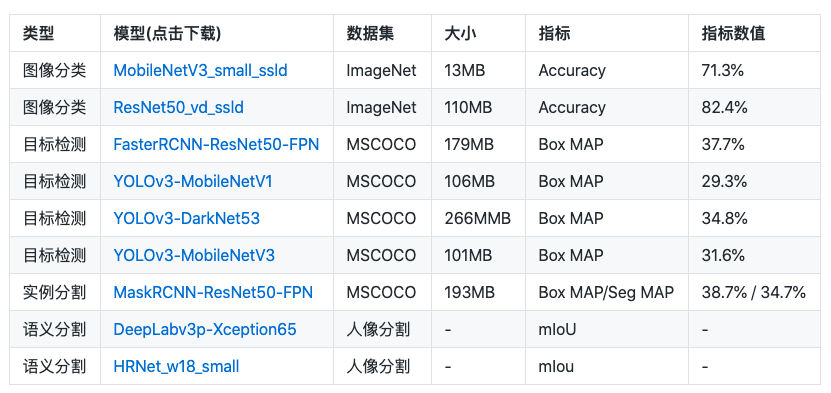 类型 模型(点击下载) 数据集 大小 指标 指标数值
图像分类 MobileNetV3_small_ssld ImageNet 13MB Accuracy 71.3%
图像分类 ResNet50_vd_ssld ImageNet 110MB Accuracy 82.4%
目标检测 FasterRCNN-ResNet50-FPN MSCOCO 179MB Box MAP 37.7%
目标检测 YOLOv3-MobileNetV1 MSCOCO 106MB Box MAP 29.3%
目标检测 YOLOv3-DarkNet53 MSCOCO 266MMB Box MAP 34.8%
目标检测 YOLOv3-MobileNetV3 MSCOCO 101MB Box MAP 31.6%
实例分割 MaskRCNN-ResNet50-FPN MSCOCO 193MB Box MAP/Seg MAP 38.7% / 34.7%
语义分割 DeepLabv3p-Xception65 人像分割 - mIoU -
语义分割 HRNet_w18_small 人像分割 - mIou -